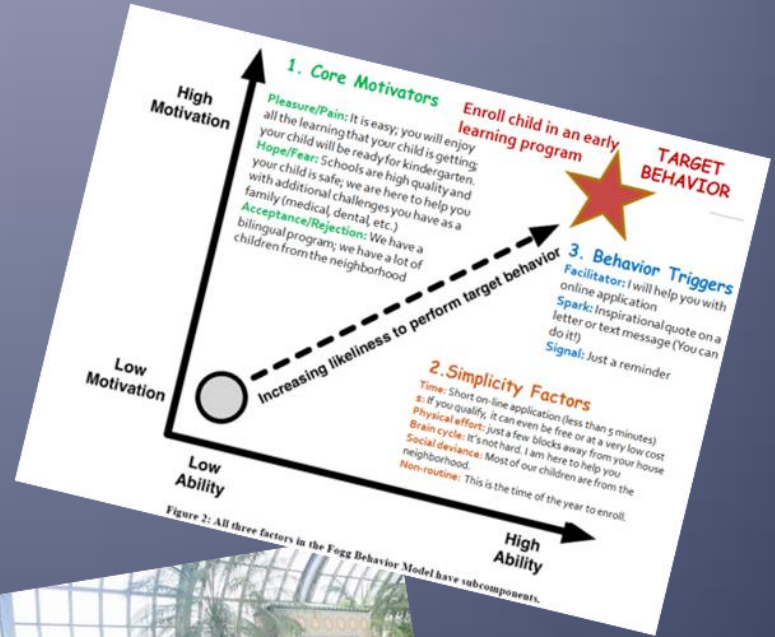 High
Motivation
1. Core Motivators
Pleasure/Pain: It is easy; you will enjoy
all the learning that your child is getting;
your child will be ready for kindergarten.
Hope/Fear: Schools are high quality and
your child is safe; we are here to help you
with additional challenges you have as a
family (medical, dental, etc.)
Acceptance/Rejection: We have a
bilingual program; we have a lot of
children from the neighborhood
Enroll child in an early
learning program
TARGET
BEHAVIOR
3. Behavior Triggers
Facilitator: I will help you with
online application
Spark: Inspirational quote on a
letter or text message (You can
do it!)
Signal: Just a reminder
Increasing likeliness to perform target behavior
2.Simplicity Factors
Time: Short on-line application (less than 5 minutes)
$: If you qualify, it can even be free or at a very low cost
Physical effort: just a few blocks away from your house
Brain cycle: It's not hard. I am here to help you
Social deviance: Most of our children are from the
neighborhood.
Non-routine: This is the time of the year to enroll.
Low
Motivation
Low
Ability
High
Ability
Figure 2: All three factors in the Fogg Behavior Model have subcomponents.